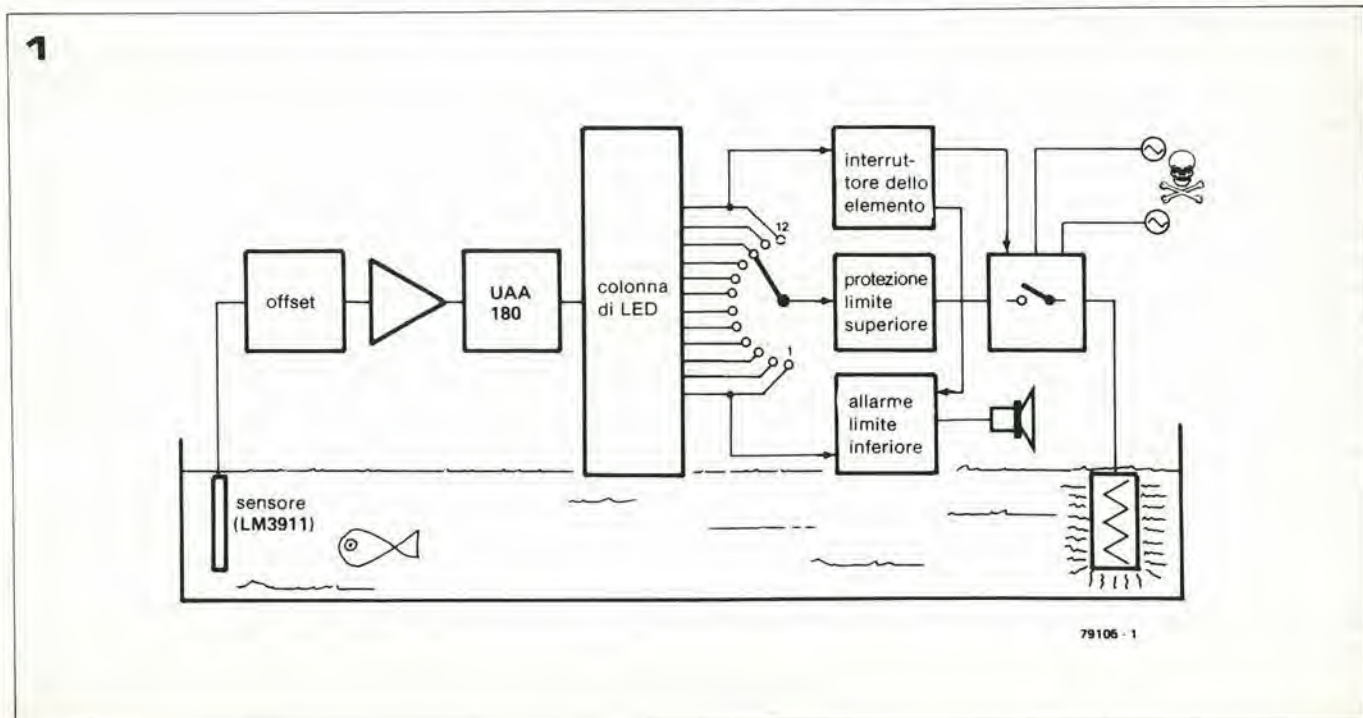 1
offset
UAA
180
colonna
di LED
12
1
interrut-
tore dello
elemento
protezione
limite
superiore
allarme
limite
inferiore
sensore
(LM3911)
79105 - 1